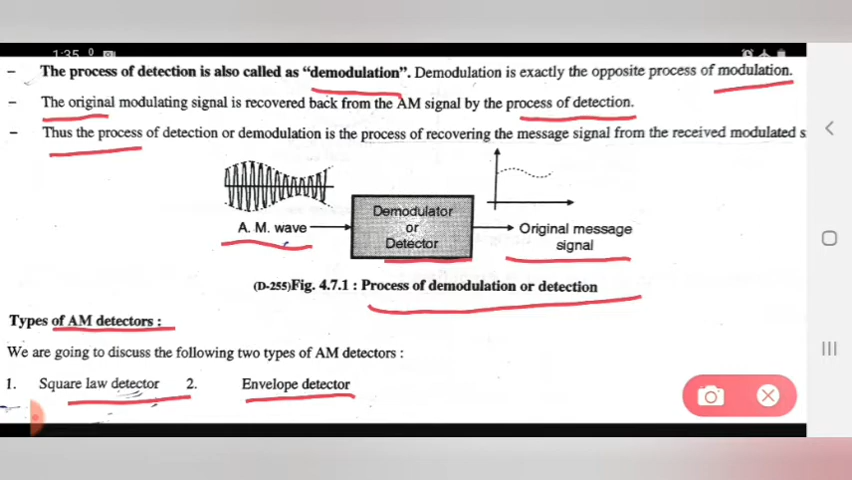 1:35
– The process of detection is also called as “demodulation”. Demodulation is exactly the opposite process of modulation.
– The original modulating signal is recovered back from the AM signal by the process of detection.
– Thus the process of detection or demodulation is the process of recovering the message signal from the received modulated s
A. M. wave
Demodulator
or
Detector
Original message
signal
(D-255)Fig. 4.7.1 : Process of demodulation or detection
Types of AM detectors :
We are going to discuss the following two types of AM detectors :
1. Square law detector 2. Envelope detector